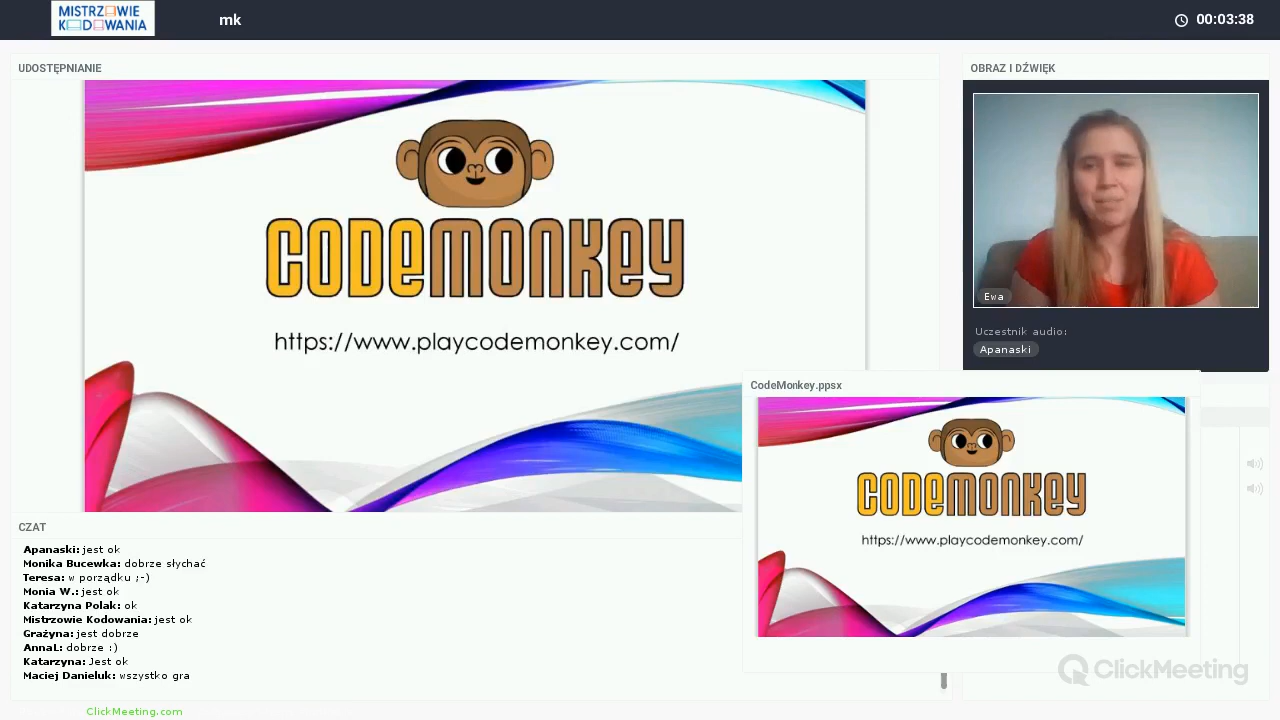 MISTRZOWIE
KODOWANIA
mk
00:03:38
UDOSTĘPNIANIE
OBRAZ I DŹWIĘK
CODEMONKEY
https://www.playcodemonkey.com/
Ewa
Uczestnik audio:
Apanaski
CodeMonkey.ppsx
CODEMONKEY
https://www.playcodemonkey.com/
CZAT
Apanaski: jest ok
Monika Bucewka: dobrze słychać
Teresa: w porządku ;-)
Monia W.: jest ok
Katarzyna Polak: ok
Mistrzowie Kodowania: jest ok
Grażyna: jest dobrze
AnnaL: dobrze :)
Katarzyna: Jest ok
Maciej Danieluk: wszystko gra
ClickMeeting
ClickMeeting.com